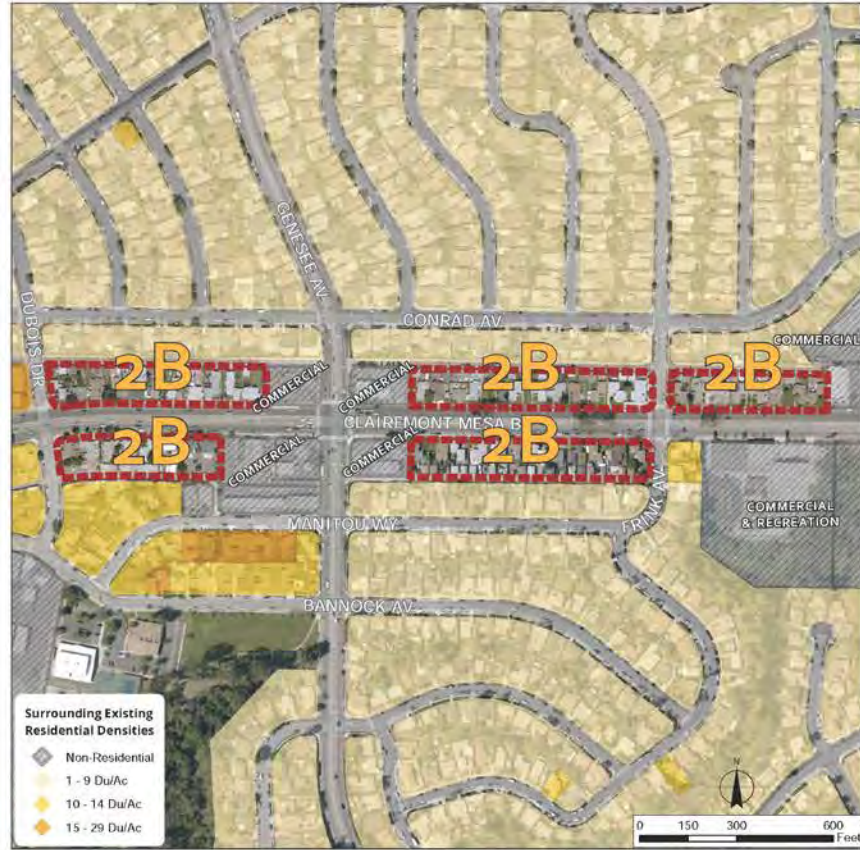 GENESEE AV
DUBOIS DR
CONRAD AV
COMMERCIAL
2B
COMMERCIAL
COMMERCIAL
2B
2B
CLAIREMONT MESA B
2B
COMMERCIAL
COMMERCIAL
2B
MANITOU WY
FRINK AV
COMMERCIAL
& RECREATION
BANNOCK AV
Surrounding Existing
Residential Densities
Non-Residential
1 - 9 Du/Ac
10 - 14 Du/Ac
15 - 29 Du/Ac
N
0 150 300 600
Feet